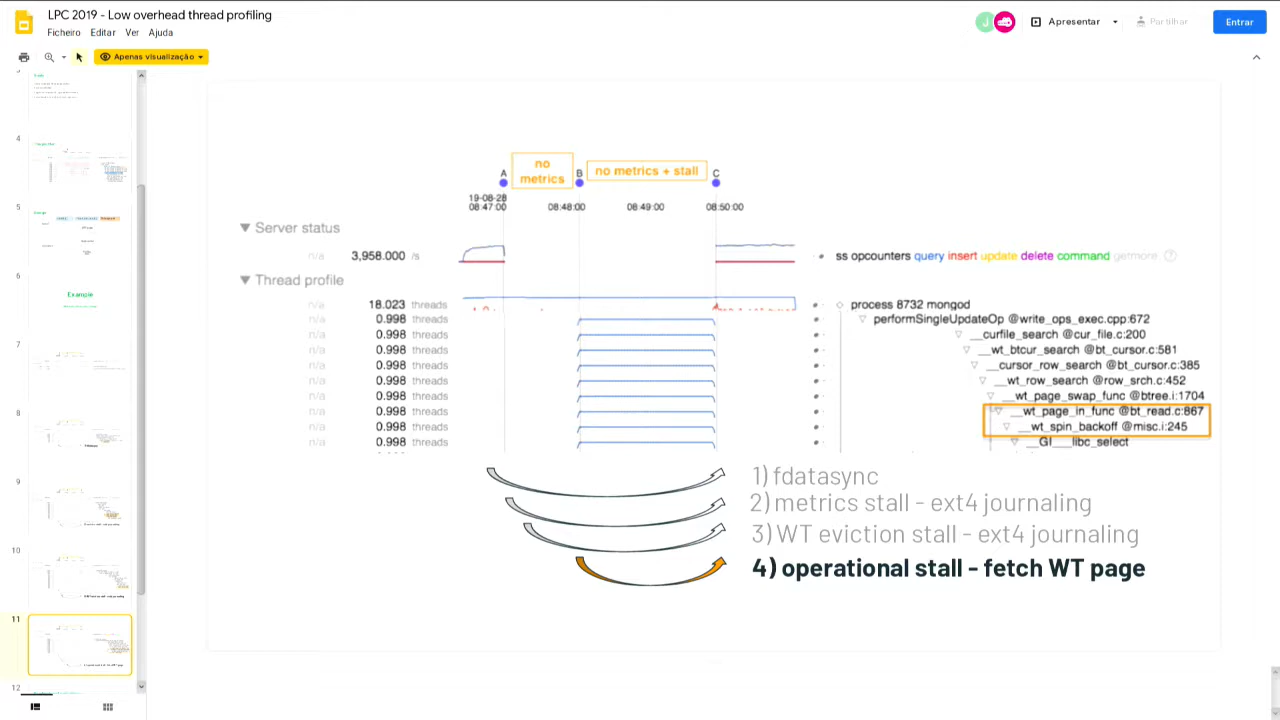 LPC 2019 - Low overhead thread profiling
Ficheiro Editar Ver Ajuda
J
Apresentar
Partilhar
Entrar
Apenas visualização
4
5
6
Example
7
8
9
10
11
12
no
metrics
no metrics + stall
A B C
19-08-28
08:47:00 08:48:00 08:49:00 08:50:00
Server status
n/a 3,958.000 /s
ss opcounters query insert update delete command getmore
Thread profile
n/a 18.023 threads process 8732 mongod
n/a 0.998 threads performSingleUpdateOp @write_ops_exec.cpp:672
n/a 0.998 threads __curfile_search @cur_file.c:200
n/a 0.998 threads __wt_btcur_search @bt_cursor.c:581
n/a 0.998 threads __cursor_row_search @bt_cursor.c:385
n/a 0.998 threads __wt_row_search @row_srch.c:452
n/a 0.998 threads __wt_page_swap_func @btree.i:1704
n/a 0.998 threads __wt_page_in_func @bt_read.c:867
n/a 0.998 threads __wt_spin_backoff @misc.i:245
n/a 0.998 threads __GI___libc_select
1) fdatasync
2) metrics stall - ext4 journaling
3) WT eviction stall - ext4 journaling
4) operational stall - fetch WT page